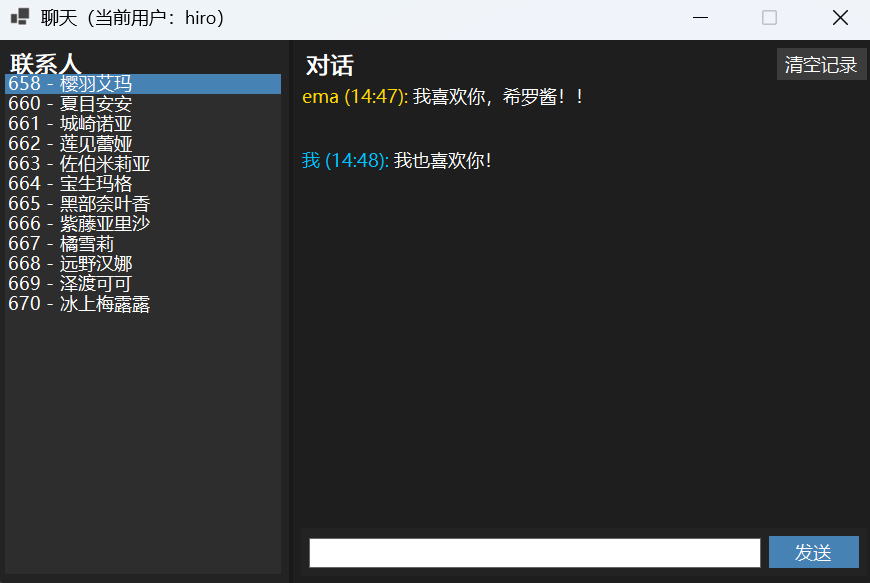 聊天（当前用户：hiro）
联系人
658 - 樱羽艾玛
660 - 夏目安安
661 - 城崎诺亚
662 - 莲见蕾娅
663 - 佐伯米莉亚
664 - 宝生玛格
665 - 黑部奈叶香
666 - 紫藤亚里沙
667 - 橘雪莉
668 - 远野汉娜
669 - 泽渡可可
670 - 冰上梅露露
对话
清空记录
ema (14:47): 我喜欢你，希罗酱！！
我 (14:48): 我也喜欢你！
发送